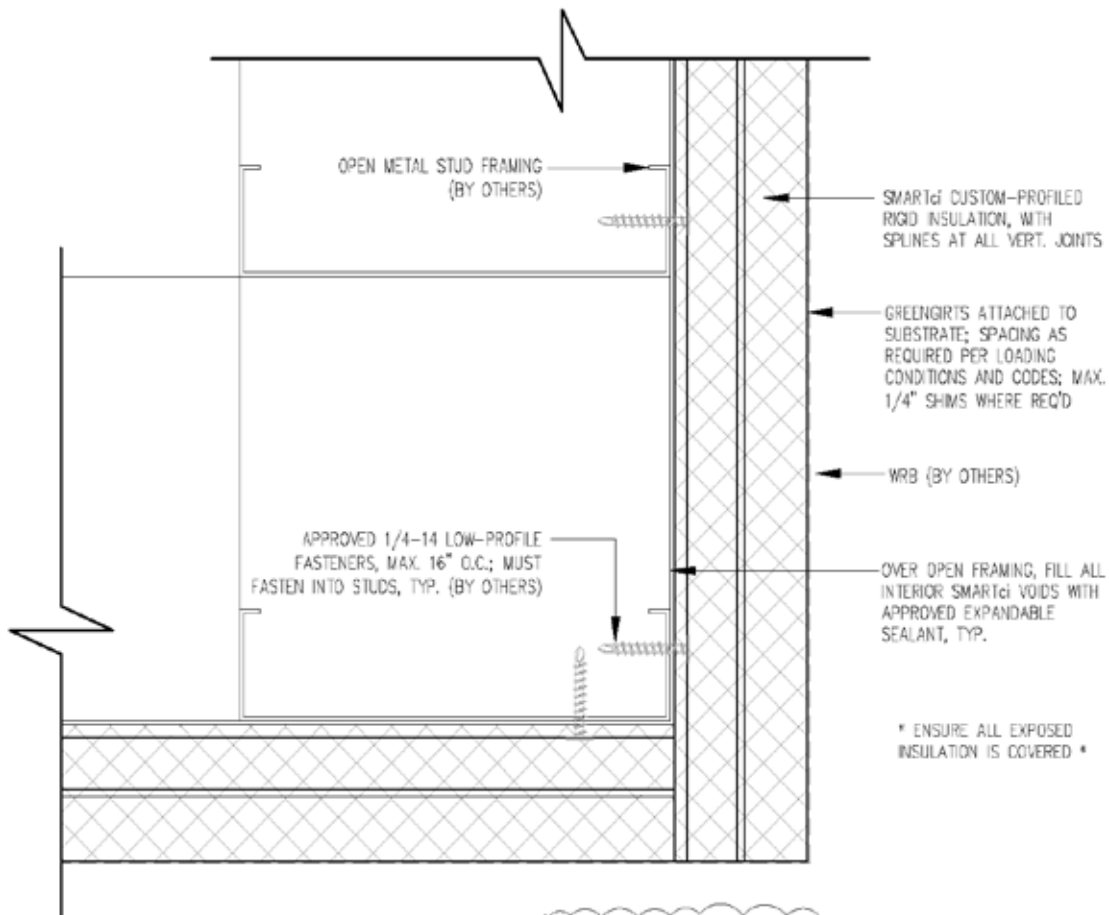 OPEN METAL STUD FRAMING
(BY OTHERS)
SMARTci CUSTOM-PROFILED
RIGID INSULATION, WITH
SPLINES AT ALL VERT. JOINTS
GREENGIRTS ATTACHED TO
SUBSTRATE; SPACING AS
REQUIRED PER LOADING
CONDITIONS AND CODES; MAX.
1/4" SHIMS WHERE REQ'D
WRB (BY OTHERS)
APPROVED 1/4-14 LOW-PROFILE
FASTENERS, MAX. 16" O.C.; MUST
FASTEN INTO STUDS, TYP. (BY OTHERS)
OVER OPEN FRAMING, FILL ALL
INTERIOR SMARTci VOIDS WITH
APPROVED EXPANDABLE
SEALANT, TYP.
* ENSURE ALL EXPOSED
INSULATION IS COVERED *